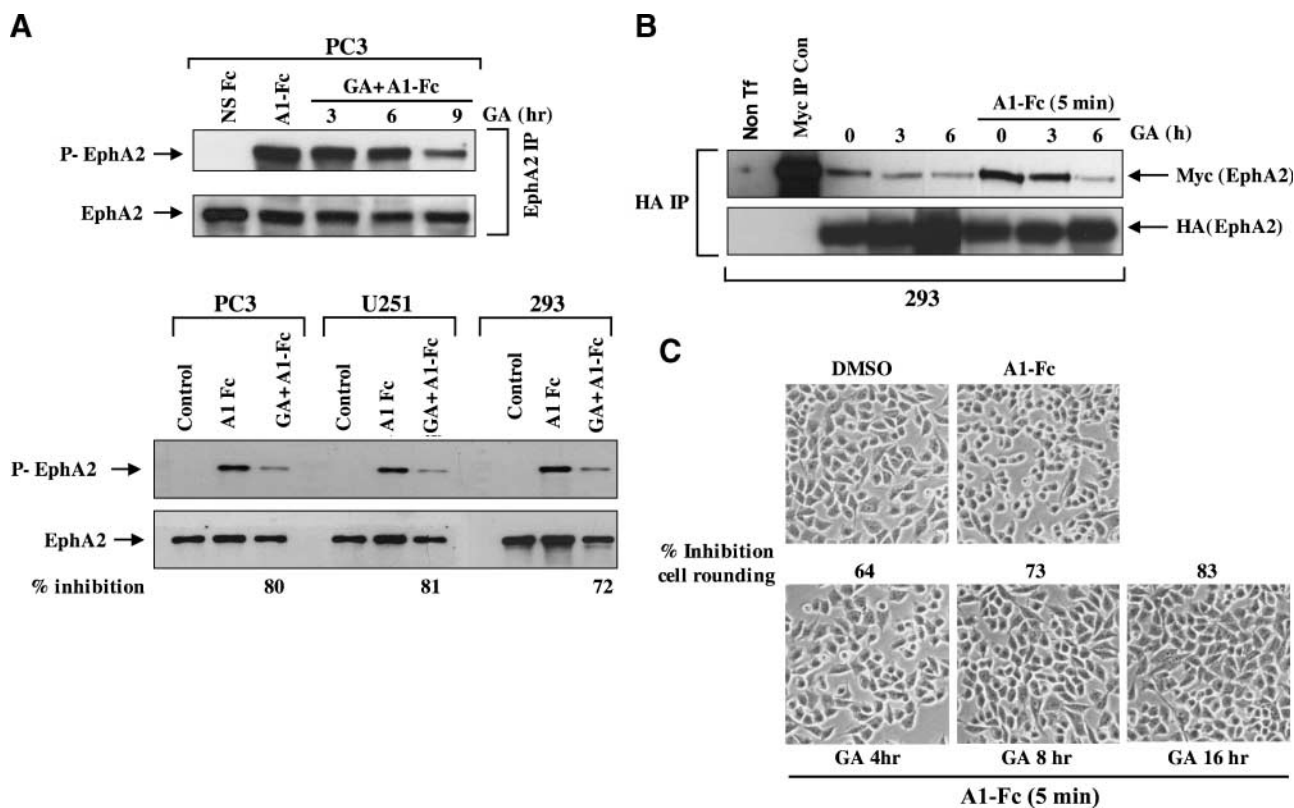 A
PC3
NS Fc
A1-Fc
GA+A1-Fc
3 6 9 GA (hr)
P- EphA2
EphA2
EphA2 IP
PC3 U251 293
Control
A1 Fc
GA+A1-Fc
Control
A1 Fc
GA+A1-Fc
Control
A1 Fc
GA+A1-Fc
P- EphA2
EphA2
% inhibition 80 81 72
B
Non Tf
Myc IP Con
A1-Fc (5 min)
0 3 6 0 3 6 GA (h)
HA IP
Myc (EphA2)
HA(EphA2)
293
C
DMSO A1-Fc
% Inhibition
cell rounding
64 73 83
GA 4hr GA 8 hr GA 16 hr
A1-Fc (5 min)